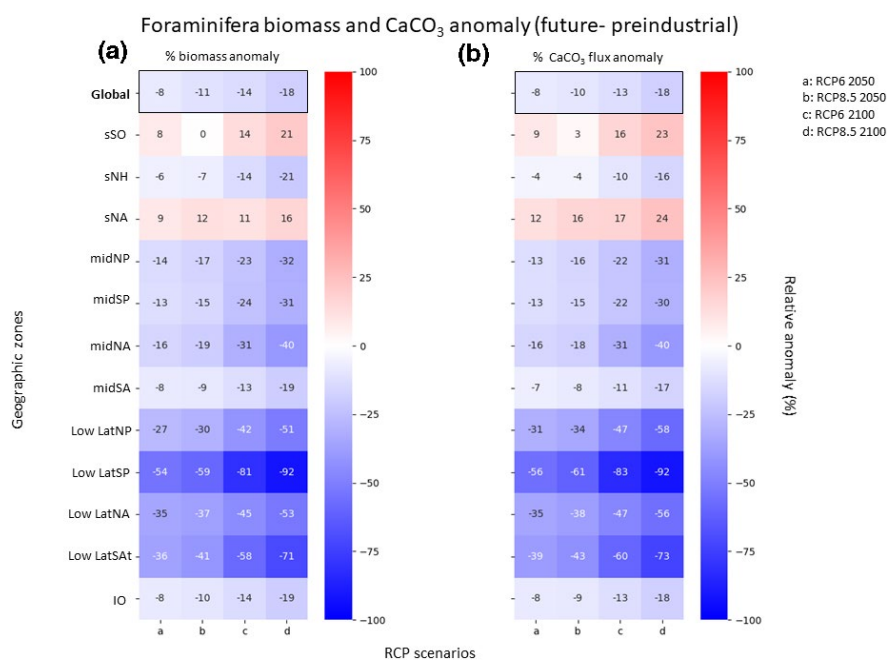 Foraminifera biomass and CaCO₃ anomaly (future- preindustrial)
(a)
% biomass anomaly
(b)
% CaCO₃ flux anomaly
a: RCP6 2050
b: RCP8.5 2050
c: RCP6 2100
d: RCP8.5 2100
Geographic zones
Global -8 -11 -14 -18
sSO 8 0 14 21
sNH -6 -7 -14 -21
sNA 9 12 11 16
midNP -14 -17 -23 -32
midSP -13 -15 -24 -31
midNA -16 -19 -31 -40
midSA -8 -9 -13 -19
Low LatNP -27 -30 -42 -51
Low LatSP -54 -59 -81 -92
Low LatNA -35 -37 -45 -53
Low LatSAt -36 -41 -58 -71
IO -8 -10 -14 -19
a b c d
100
75
50
25
0
−25
−50
−75
−100
-8 -10 -13 -18
9 3 16 23
-4 -4 -10 -16
12 16 17 24
-13 -16 -22 -31
-13 -15 -22 -30
-16 -18 -31 -40
-7 -8 -11 -17
-31 -34 -47 -58
-56 -61 -83 -92
-35 -38 -47 -56
-39 -43 -60 -73
-8 -9 -13 -18
a b c d
100
75
50
25
0
−25
−50
−75
−100
Relative anomaly (%)
RCP scenarios